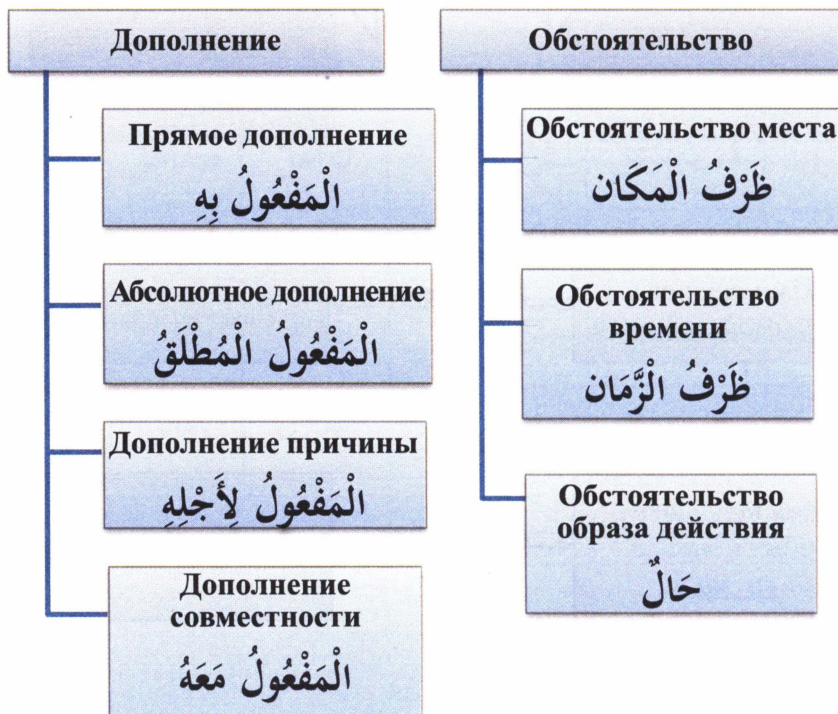 Дополнение
Прямое дополнение
الْمَفْعُولُ بِهِ
Абсолютное дополнение
الْمَفْعُولُ الْمُطْلَقُ
Дополнение причины
الْمَفْعُولُ لِأَجْلِهِ
Дополнение
совместности
الْمَفْعُولُ مَعَهُ
Обстоятельство
Обстоятельство места
ظَرْفُ الْمَكَان
Обстоятельство
времени
ظَرْفُ الْزَّمَان
Обстоятельство
образа действия
حَالٌ